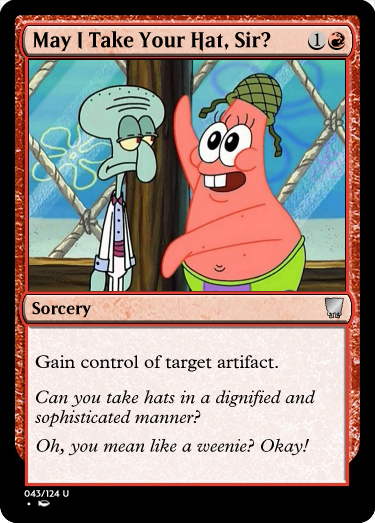 May I Take Your Hat, Sir? 1
Sorcery
Gain control of target artifact.
Can you take hats in a dignified and
sophisticated manner?
Oh, you mean like a weenie? Okay!
043/124 U